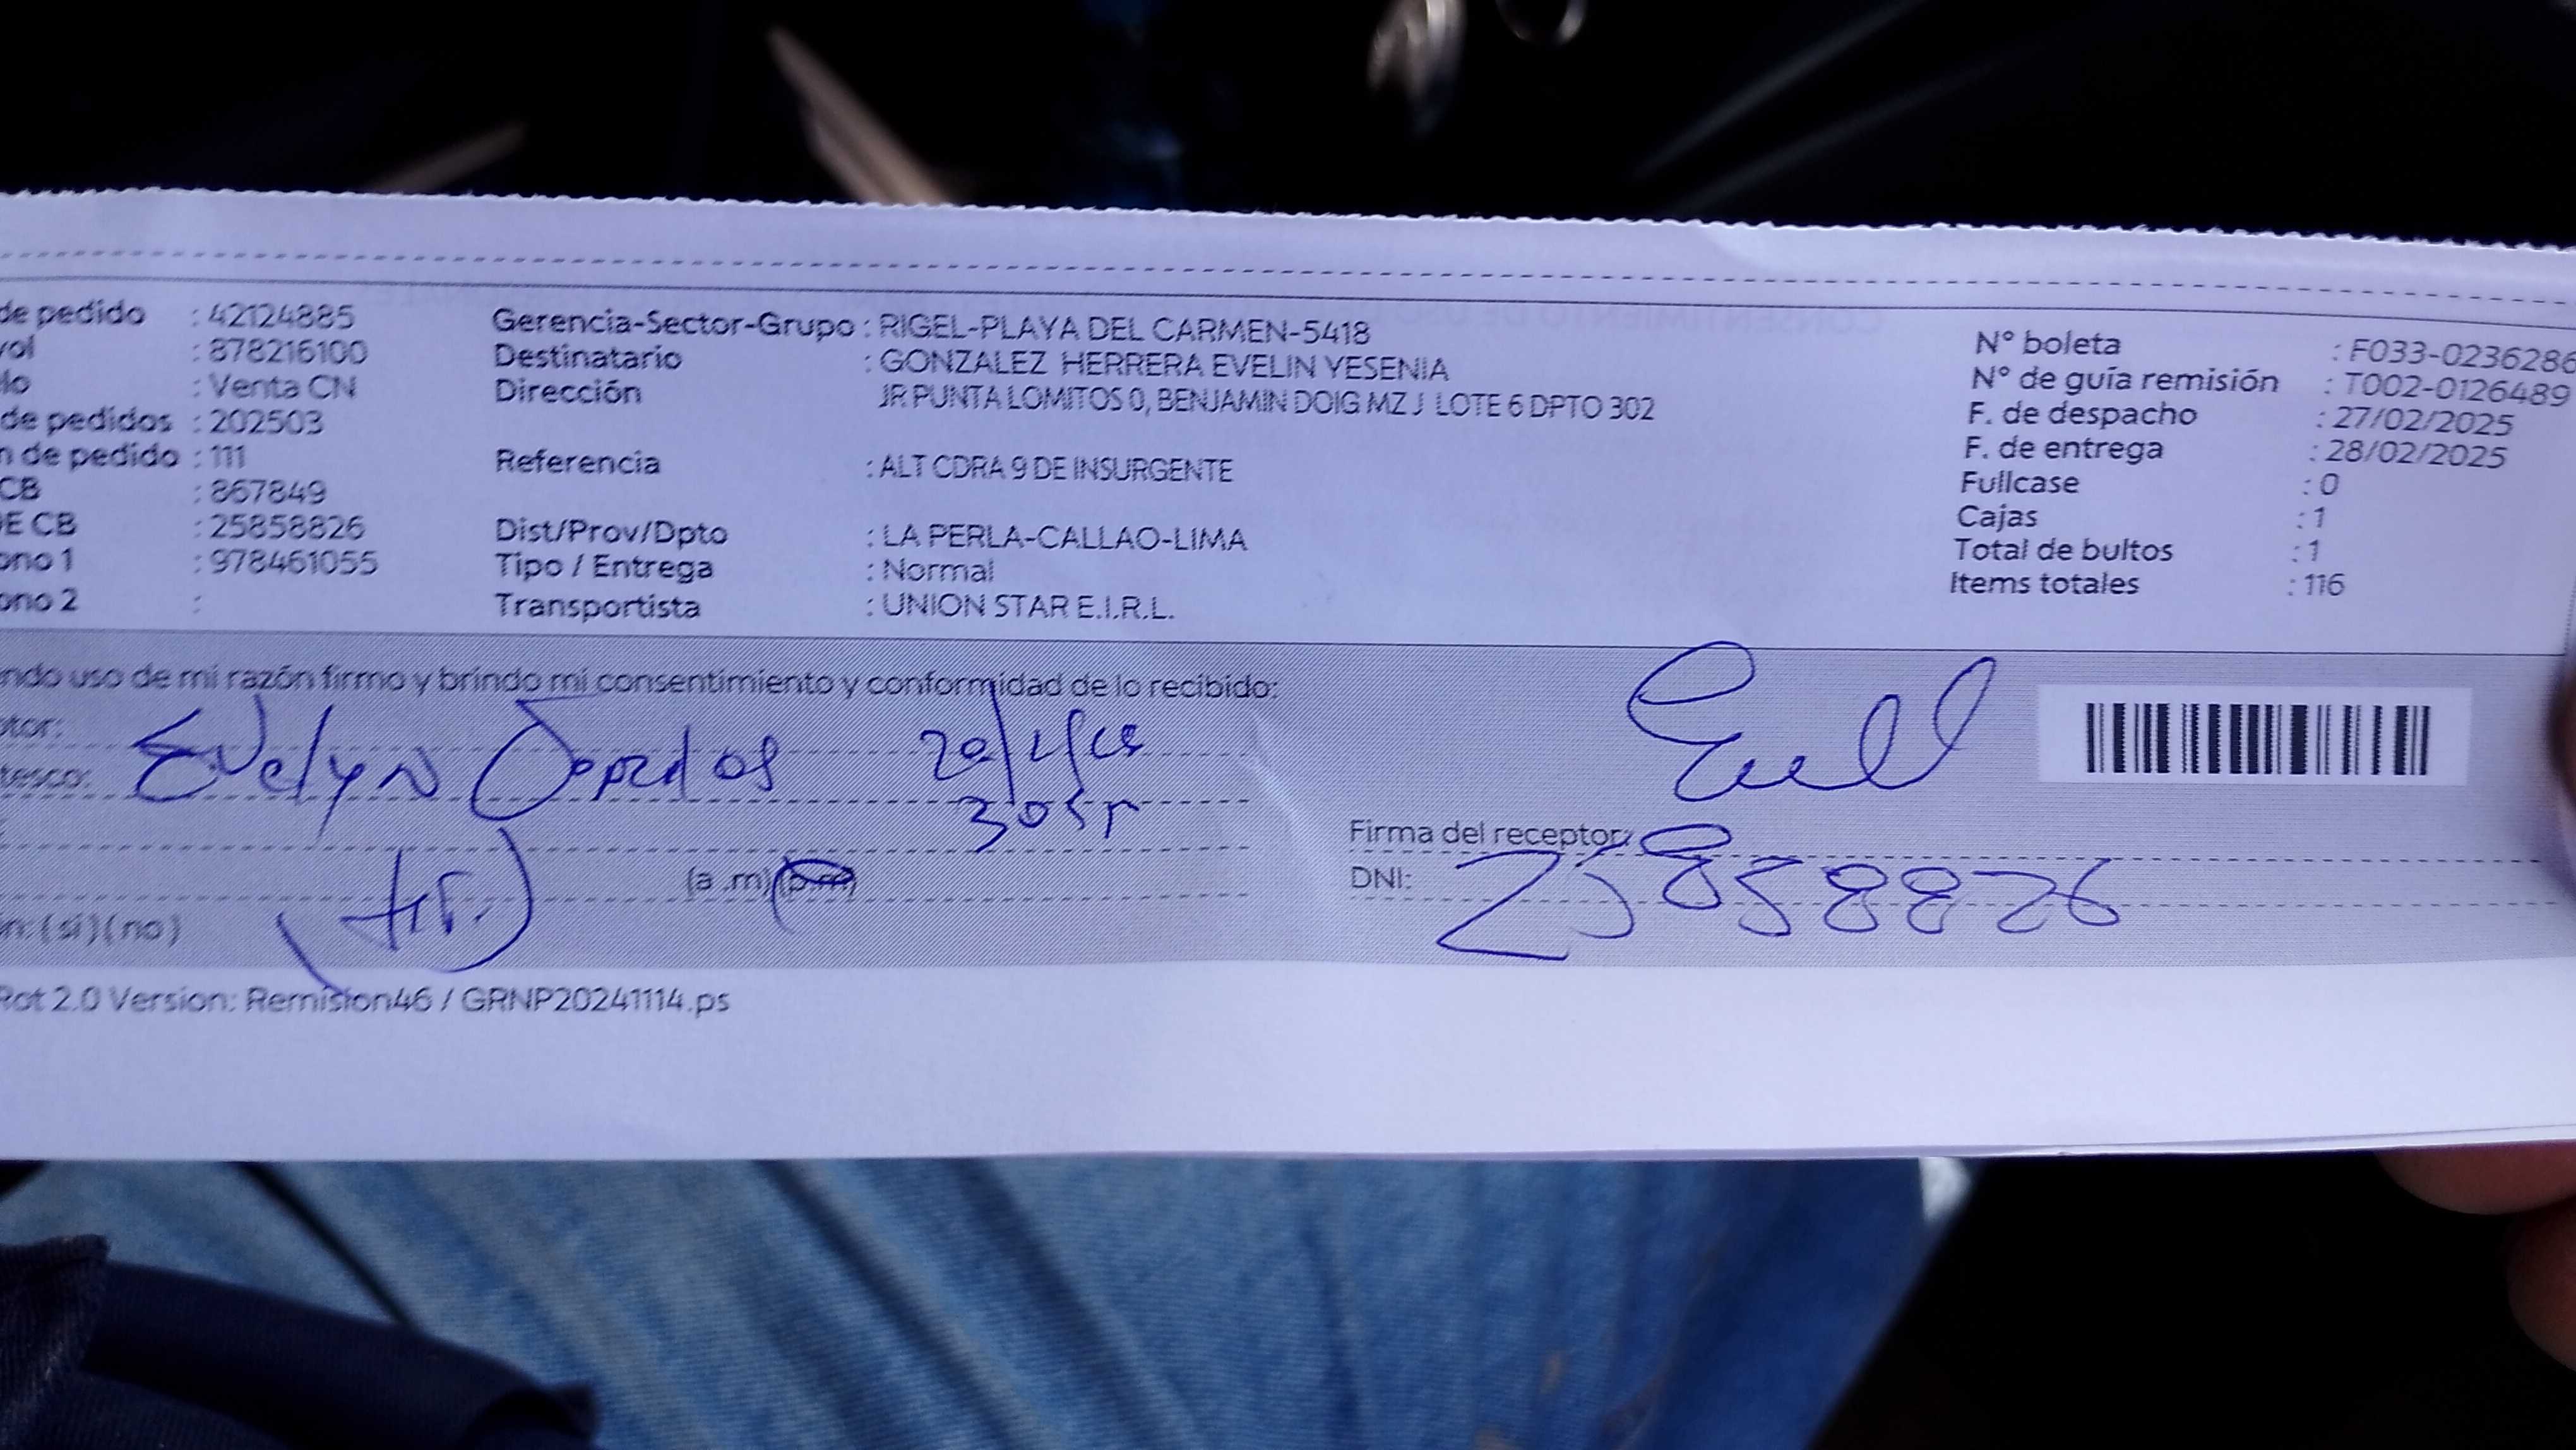 de pedido : 42124885
vol : 878216100
lo : Venta CN
de pedidos : 202503
n de pedido : 111
CB : 867849
E CB : 25858826
ono 1 : 978461055
ono 2 :
Gerencia-Sector-Grupo : RIGEL-PLAYA DEL CARMEN-5418
Destinatario : GONZALEZ HERRERA EVELIN YESENIA
Dirección JR PUNTA LOMITOS 0, BENJAMIN DOIG MZ J LOTE 6 DPTO 302
Referencia : ALT CDRA 9 DE INSURGENTE
Dist/Prov/Dpto : LA PERLA-CALLAO-LIMA
Tipo / Entrega : Normal
Transportista : UNION STAR E.I.R.L.
N° boleta : F033-0236286
N° de guía remisión : T002-0126489
F. de despacho : 27/02/2025
F. de entrega : 28/02/2025
Fullcase : 0
Cajas : 1
Total de bultos : 1
Items totales : 116
ndo uso de mi razón firmo y brindo mi consentimiento y conformidad de lo recibido:
otor:
tesco: Evelyn
(a .m) (p.m)
n: (si) (no)
Firma del receptor:
DNI: 25858826
Rot 2.0 Version: Remision46 / GRNP20241114.ps